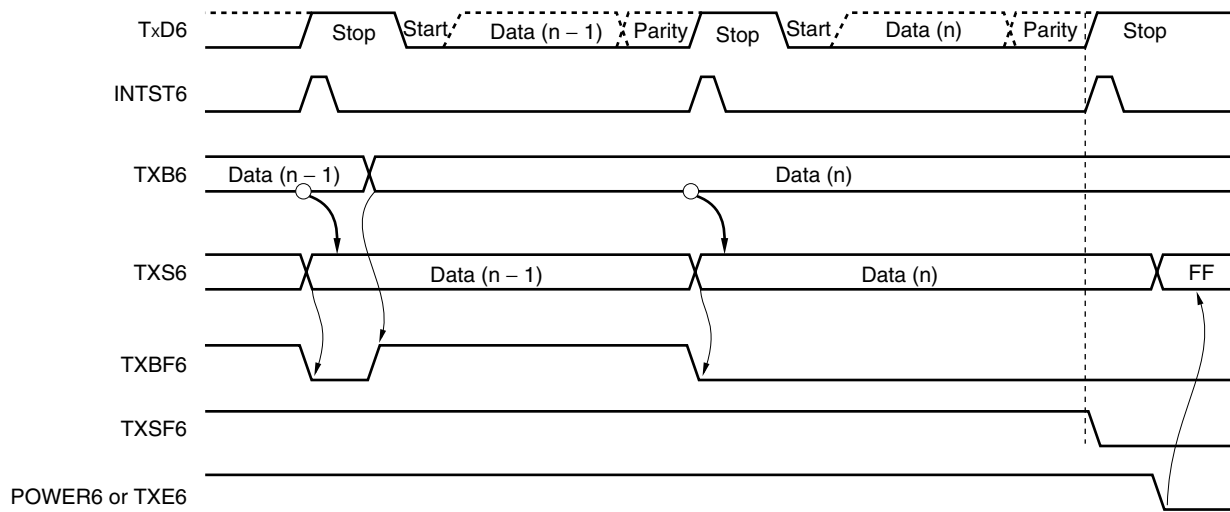 TxD6 Stop Start Data (n – 1) Parity Stop Start Data (n) Parity Stop
INTST6
TXB6 Data (n – 1) Data (n)
TXS6 Data (n – 1) Data (n) FF
TXBF6
TXSF6
POWER6 or TXE6